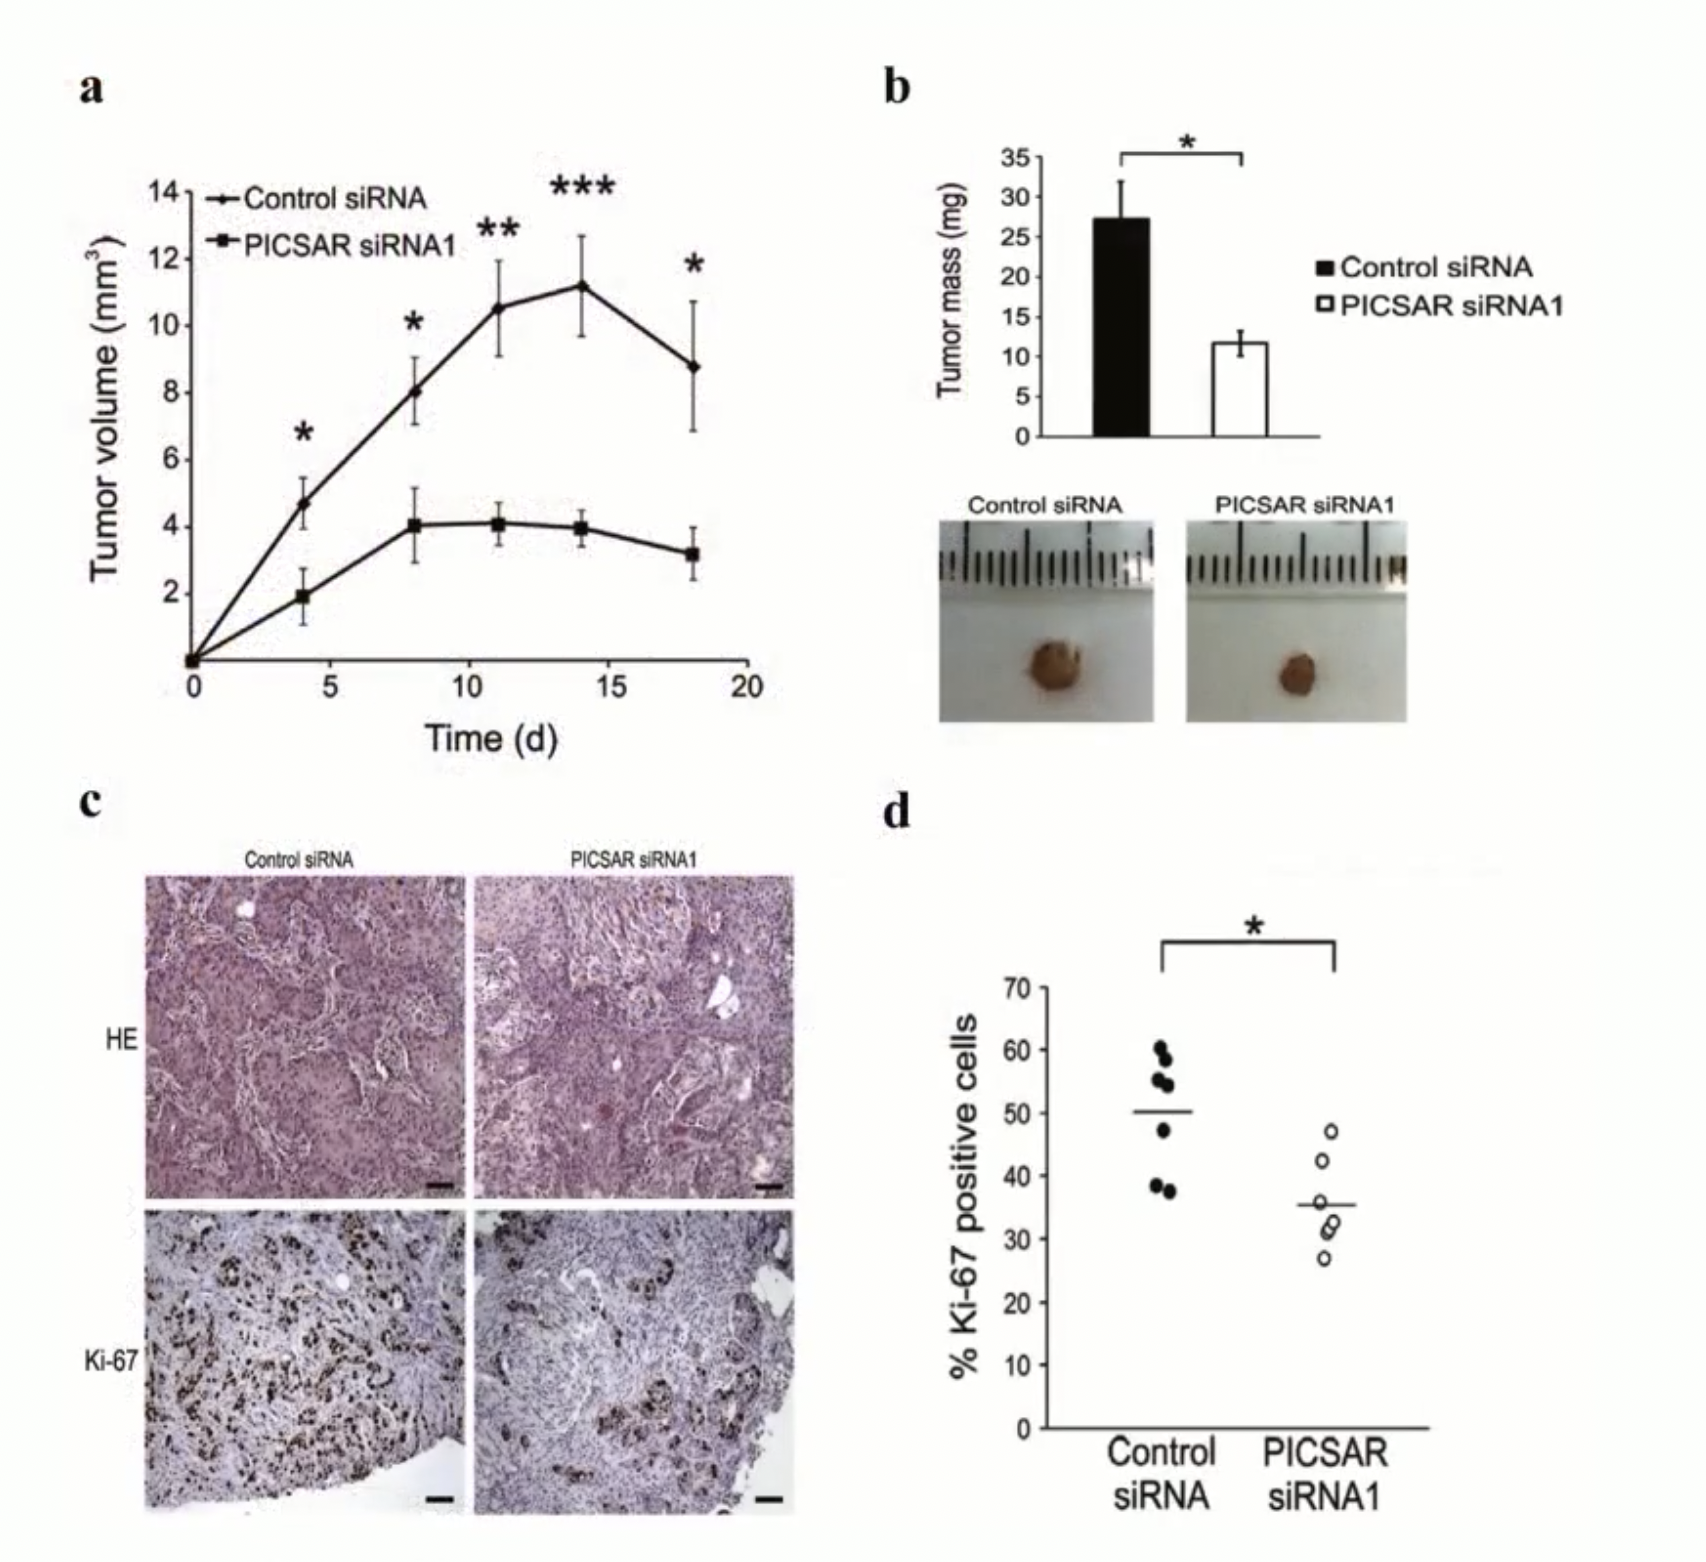 a
***
14
Control siRNA
**
PICSAR siRNA1
12
*
10
*
8
*
6
4
2
Tumor volume (mm³)
0 5 10 15 20
Time (d)
b
*
35
30
25
20
15
10
5
0
Tumor mass (mg)
Control siRNA
PICSAR siRNA1
Control siRNA PICSAR siRNA1
c
Control siRNA PICSAR siRNA1
HE
Ki-67
d
*
70
60
50
40
30
20
10
0
% Ki-67 positive cells
Control PICSAR
siRNA siRNA1